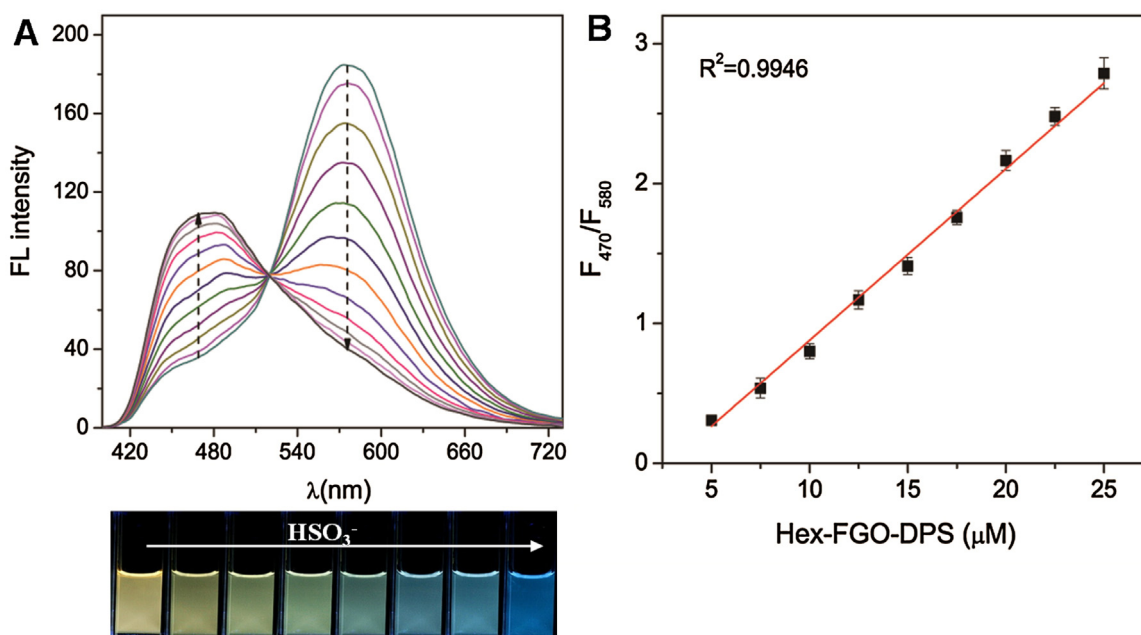 A
200
160
120
80
40
0
FL intensity
420 480 540 600 660 720
λ(nm)
HSO₃⁻
B
R²=0.9946
3
2
1
0
F₄₇₀/F₅₈₀
5 10 15 20 25
Hex-FGO-DPS (μM)